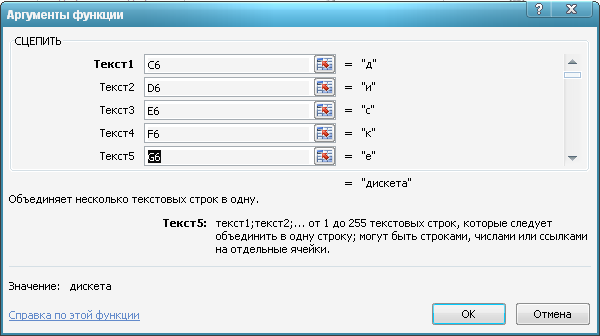 Аргументы функции
СЦЕПИТЬ
Текст1 C6 = "д"
Текст2 D6 = "и"
Текст3 E6 = "с"
Текст4 F6 = "к"
Текст5 G6 = "е"
= "дискета"
Объединяет несколько текстовых строк в одну.
Текст5: текст1;текст2;... от 1 до 255 текстовых строк, которые следует
объединить в одну строку; могут быть строками, числами или ссылками
на отдельные ячейки.
Значение: дискета
Справка по этой функции
ОК Отмена